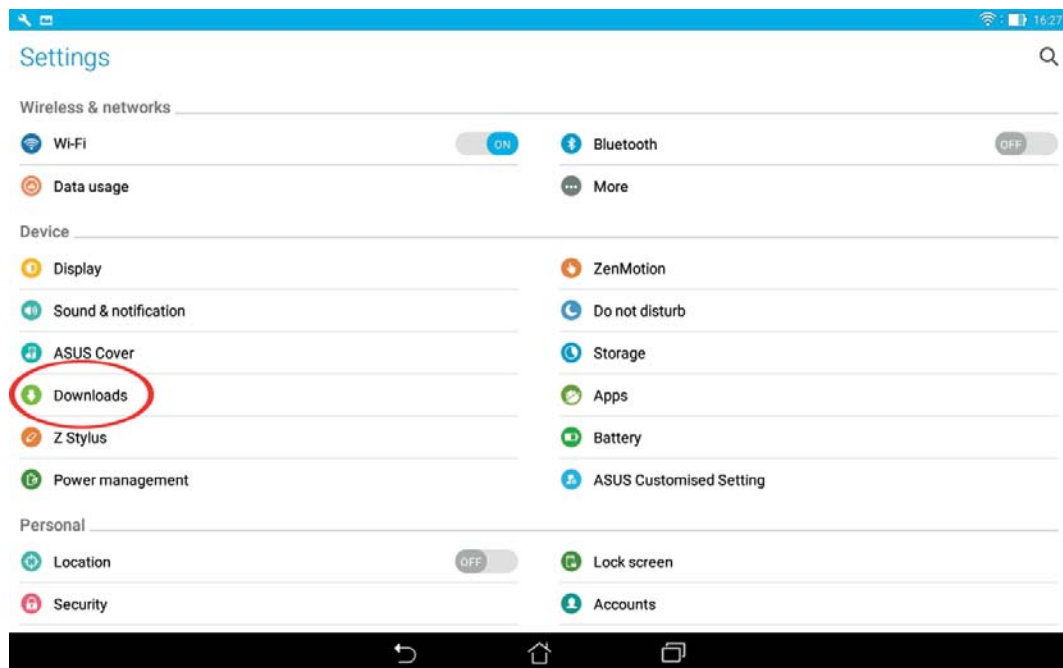 16:27
Settings
Wireless & networks
Wi-Fi ON Bluetooth OFF
Data usage More
Device
Display ZenMotion
Sound & notification Do not disturb
ASUS Cover Storage
Downloads Apps
Z Stylus Battery
Power management ASUS Customised Setting
Personal
Location OFF Lock screen
Security Accounts